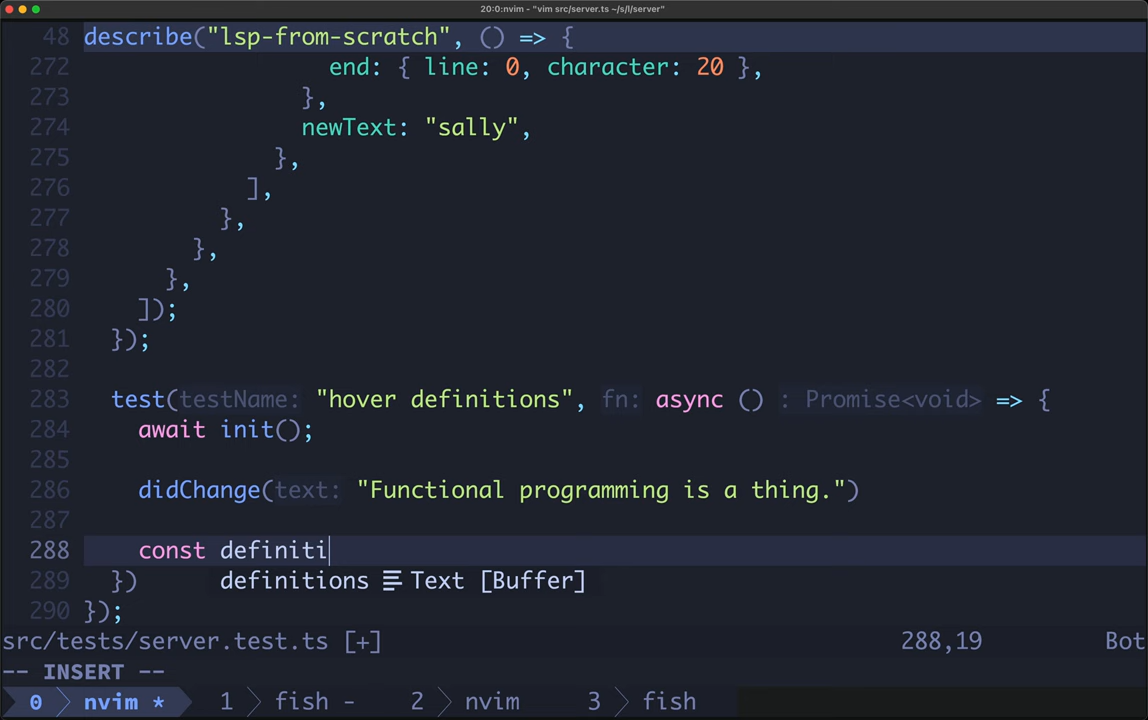 20:0:nvim - "vim src/server.ts ~/s/l/server"
48 describe("lsp-from-scratch", () => {
272 end: { line: 0, character: 20 },
273 },
274 newText: "sally",
275 },
276 ],
277 },
278 },
279 },
280 ]);
281 });
282
283 test(testName: "hover definitions", fn: async () : Promise<void> => {
284 await init();
285
286 didChange(text: "Functional programming is a thing.")
287
288 const definiti
289 }) definitions Text [Buffer]
290 });
src/tests/server.test.ts [+] 288,19 Bot
-- INSERT --
0 nvim * 1 fish - 2 nvim 3 fish